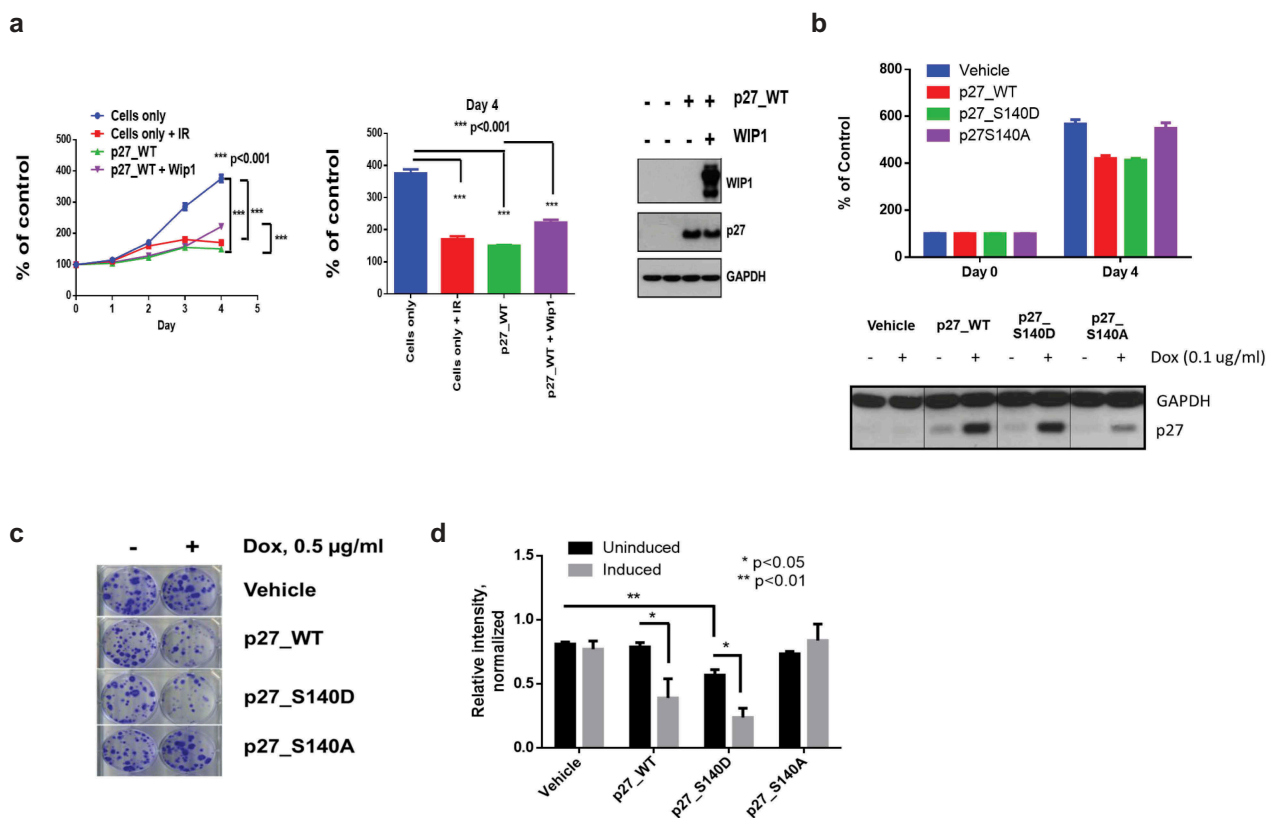 a
Cells only
Cells only + IR
p27_WT
p27_WT + Wip1
*** p<0.001
***
***
***
% of control
500
400
300
200
100
0
0 1 2 3 4 5
Day
Day 4
*** p<0.001
% of control
500
400
300
200
100
0
***
***
***
Cells only
Cells only + IR
p27_WT
p27_WT + Wip1
- - + + p27_WT
- - - + WIP1
WIP1
p27
GAPDH
b
% of Control
800
600
400
200
0
Vehicle
p27_WT
p27_S140D
p27S140A
Day 0 Day 4
Vehicle p27_WT p27_ S140D p27_ S140A
- + - + - + - + Dox (0.1 ug/ml)
GAPDH
p27
c
- + Dox, 0.5 µg/ml
Vehicle
p27_WT
p27_S140D
p27_S140A
d
Relative intensity,
normalized
1.5
1.0
0.5
0.0
Uninduced
Induced
* p<0.05
** p<0.01
**
*
*
Vehicle
p27_WT
p27_S140D
p27_S140A